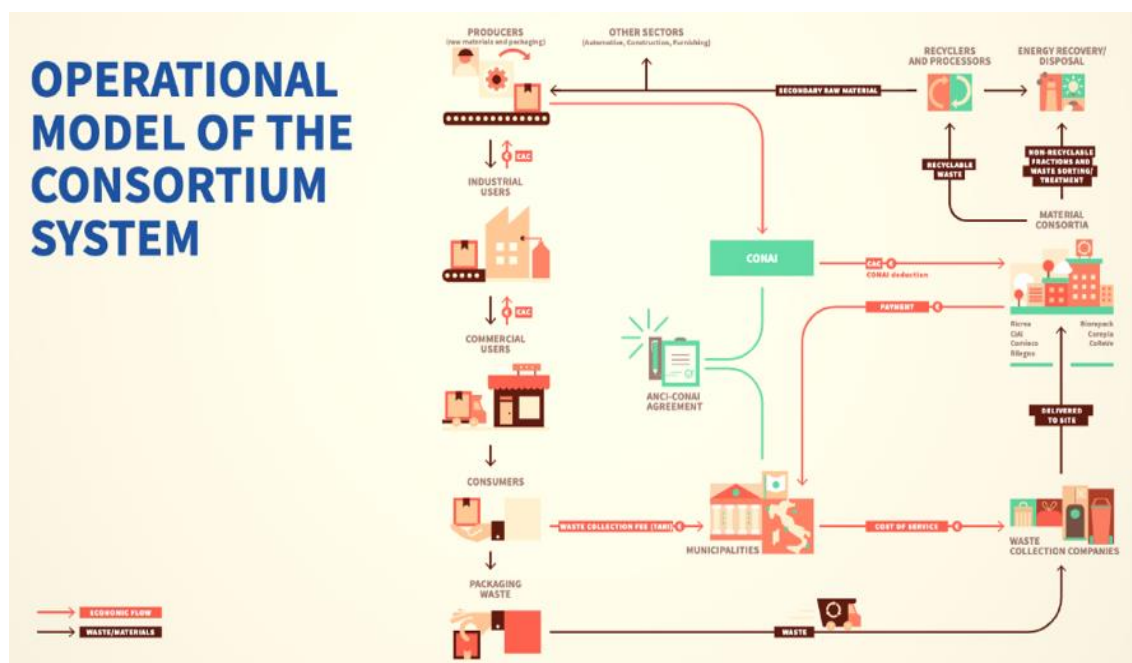 OPERATIONAL
MODEL OF THE
CONSORTIUM
SYSTEM
PRODUCERS
(raw materials and packaging)
OTHER SECTORS
(Automotive, Construction, Furnishing)
RECYCLERS
AND PROCESSORS
ENERGY RECOVERY/
DISPOSAL
SECONDARY RAW MATERIAL
€ CAC
RECYCLABLE
WASTE
NON-RECYCLABLE
FRACTIONS AND
WASTE SORTING/
TREATMENT
INDUSTRIAL
USERS
MATERIAL
CONSORTIA
CONAI
CAC €
CONAI deduction
PAYMENT €
€ CAC
COMMERCIAL
USERS
Ricrea
CiAl
Comieco
Rilegno
Biorepack
Corepla
CoReVe
ANCI-CONAI
AGREEMENT
DELIVERED
TO SITE
CONSUMERS
WASTE COLLECTION FEE (TARI) €
COST OF SERVICE €
MUNICIPALITIES
WASTE
COLLECTION COMPANIES
PACKAGING
WASTE
ECONOMIC FLOW
WASTE/MATERIALS
WASTE